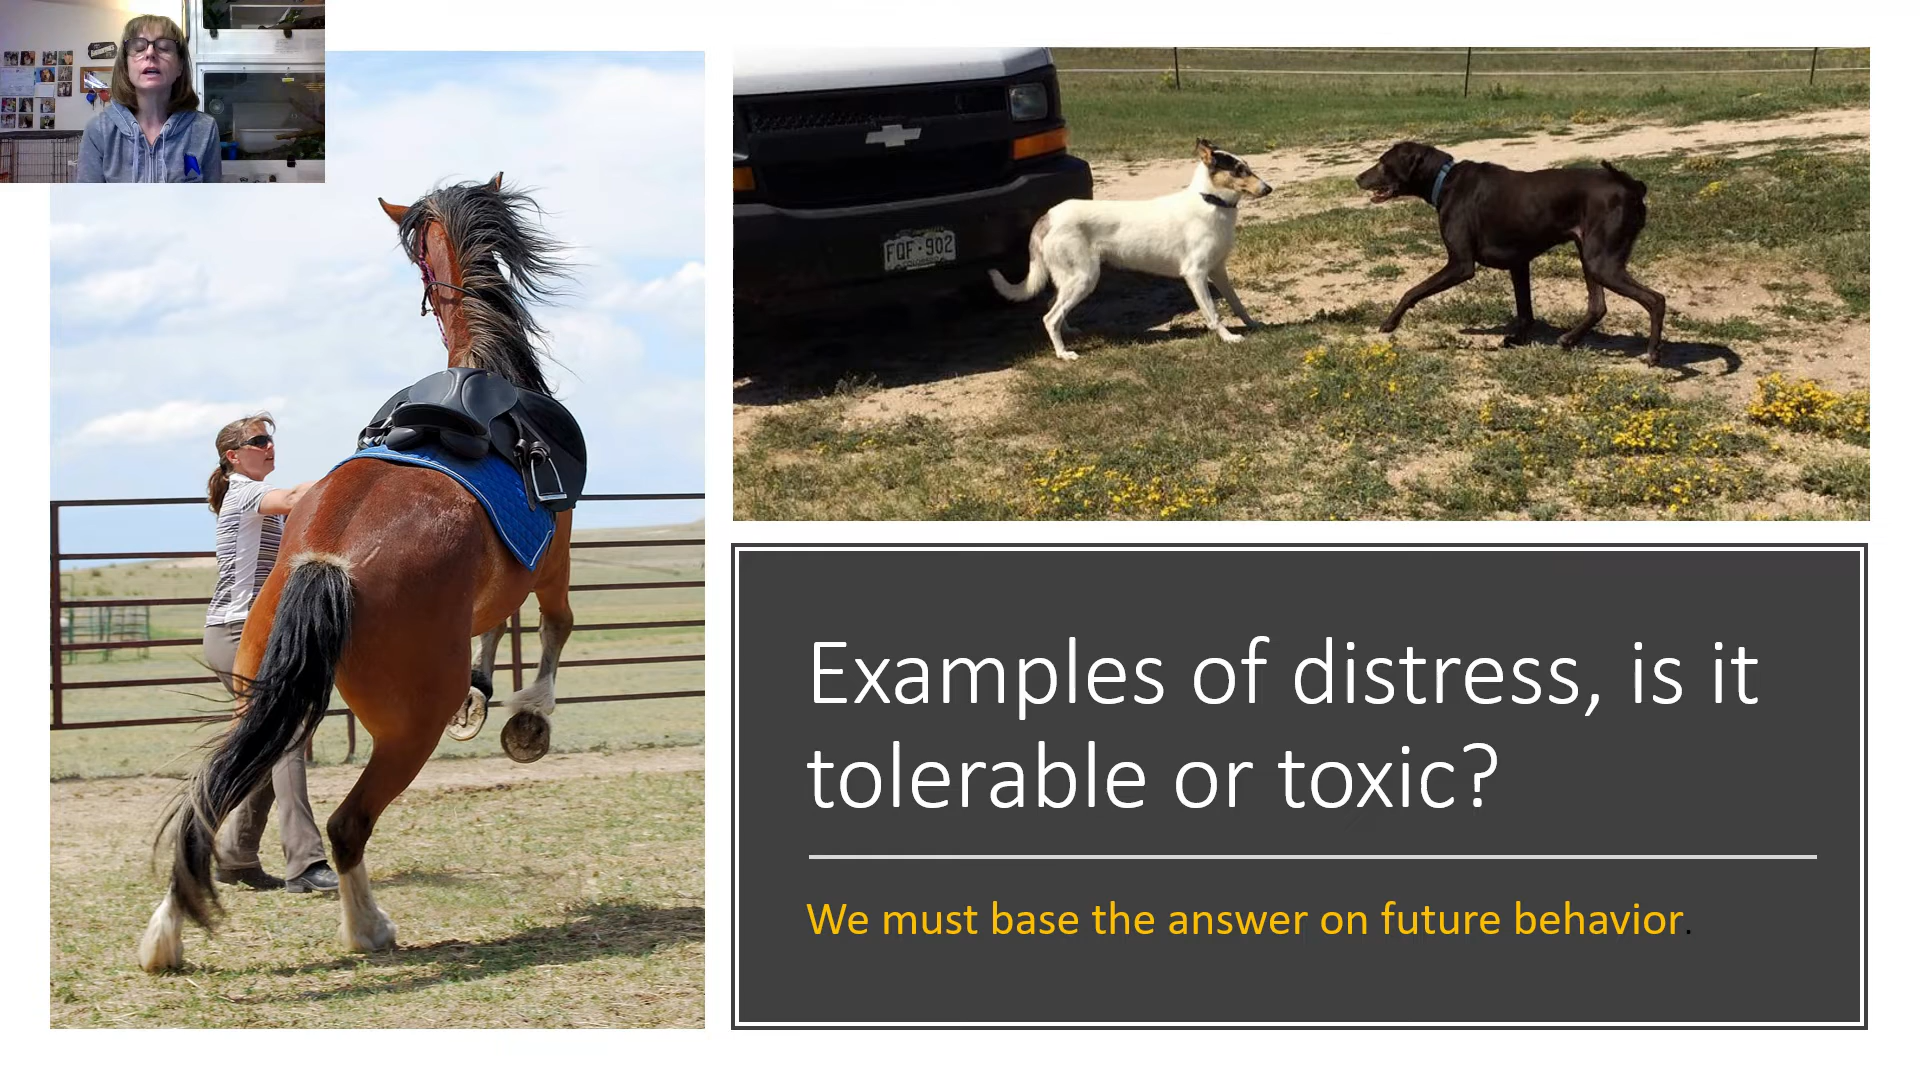 FQF·902
Examples of distress, is it
tolerable or toxic?
We must base the answer on future behavior.